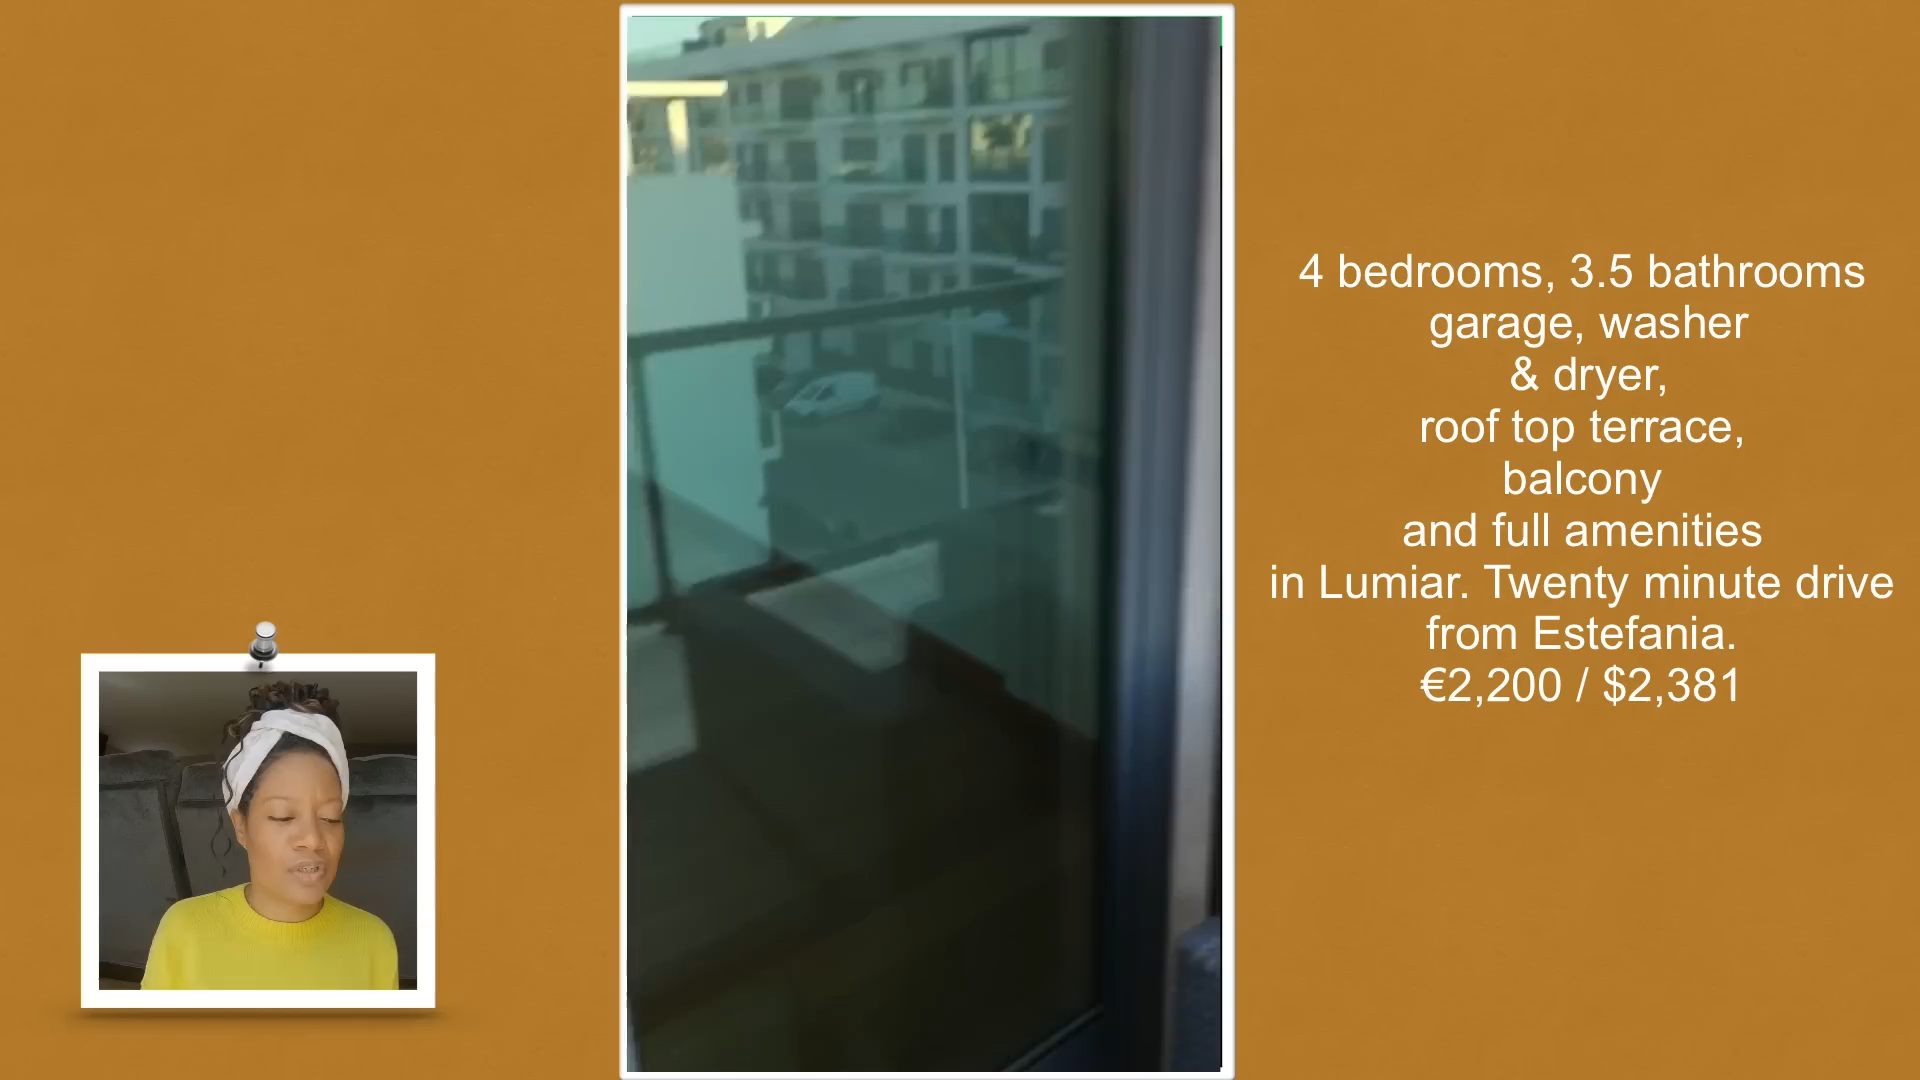 4 bedrooms, 3.5 bathrooms
garage, washer
& dryer,
roof top terrace,
balcony
and full amenities
in Lumiar. Twenty minute drive
from Estefania.
€2,200 / $2,381